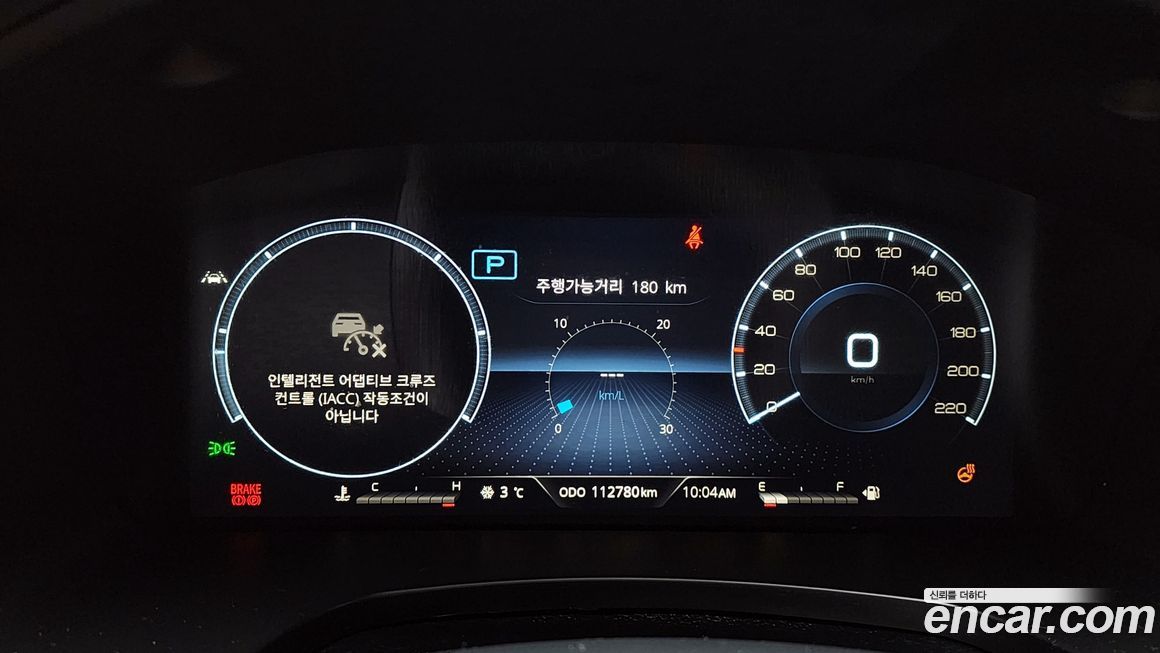 P
주행가능거리 180 km
10
20
---
km/L
0
30
인텔리전트 어댑티브 크루즈
컨트롤 (IACC) 작동조건이
아닙니다
0
20
40
60
80
100
120
140
160
180
200
220
0
km/h
BRAKE
C
H
3 ℃
ODO 112780km
10:04AM
E
F
신뢰를 더하다
encar.com